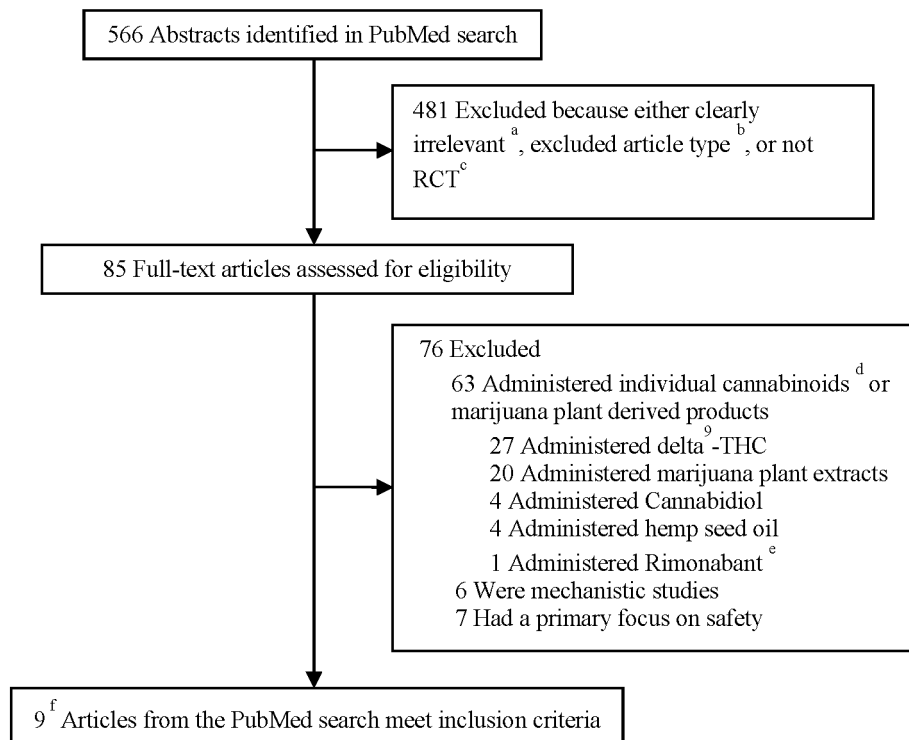 566 Abstracts identified in PubMed search
481 Excluded because either clearly
irrelevant a, excluded article type b, or not
RCT c
85 Full-text articles assessed for eligibility
76 Excluded
63 Administered individual cannabinoids d or
marijuana plant derived products
27 Administered delta9-THC
20 Administered marijuana plant extracts
4 Administered Cannabidiol
4 Administered hemp seed oil
1 Administered Rimonabant e
6 Were mechanistic studies
7 Had a primary focus on safety
9 f Articles from the PubMed search meet inclusion criteria